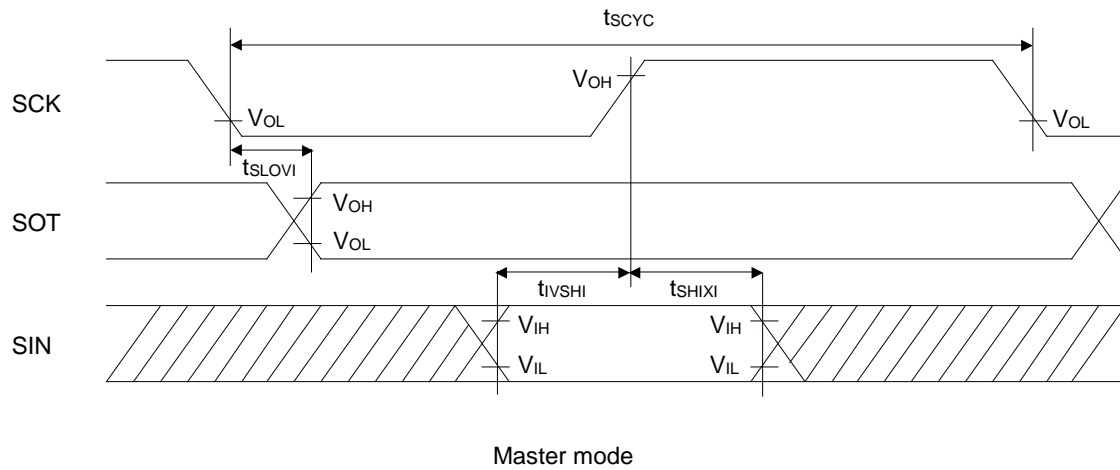 tSCYC
SCK
VOH
VOL
VOL
tSLOVI
SOT
VOH
VOL
tIVSHI
tSHIXI
SIN
VIH
VIH
VIL
VIL
Master mode